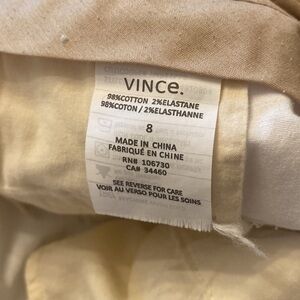 VINCE.
98%COTTON 2%ELASTANE
98%COTON / 2%ELASTHANNE
8
MADE IN CHINA
FABRIQUÉ EN CHINE
RN# 106730
CA# 34460
SEE REVERSE FOR CARE
VOIR AU VERSO POUR LES SOINS